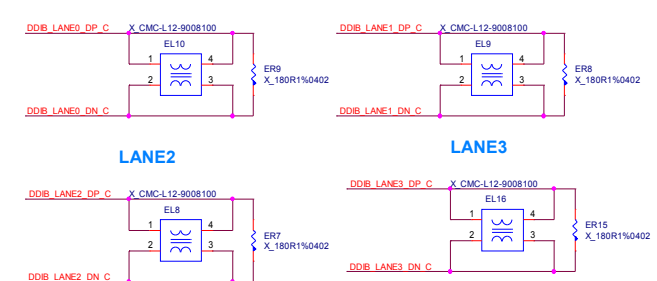 DDIB_LANE0_DP_C X_CMC-L12-9008100
EL10
1 4
2 3
ER9
X_180R1%0402
DDIB_LANE0_DN_C
DDIB_LANE1_DP_C X_CMC-L12-9008100
EL9
1 4
2 3
ER8
X_180R1%0402
DDIB_LANE1_DN_C
LANE2
LANE3
DDIB_LANE2_DP_C X_CMC-L12-9008100
EL8
1 4
2 3
ER7
X_180R1%0402
DDIB_LANE2_DN_C
DDIB_LANE3_DP_C X_CMC-L12-9008100
EL16
1 4
2 3
ER15
X_180R1%0402
DDIB_LANE3_DN_C